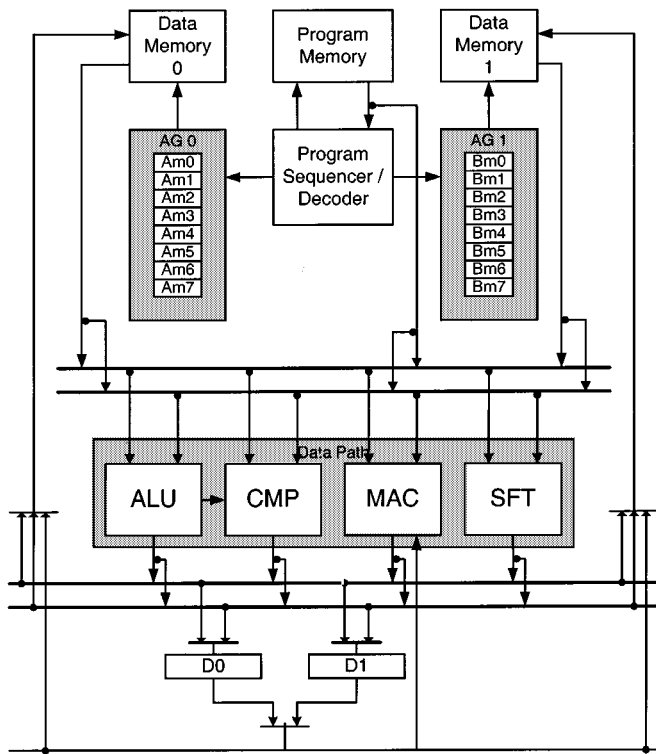 Data
Memory
0
Program
Memory
Data
Memory
1
AG 0
Am0
Am1
Am2
Am3
Am4
Am5
Am6
Am7
Program
Sequencer /
Decoder
AG 1
Bm0
Bm1
Bm2
Bm3
Bm4
Bm5
Bm6
Bm7
Data Path
ALU
CMP
MAC
SFT
D0
D1